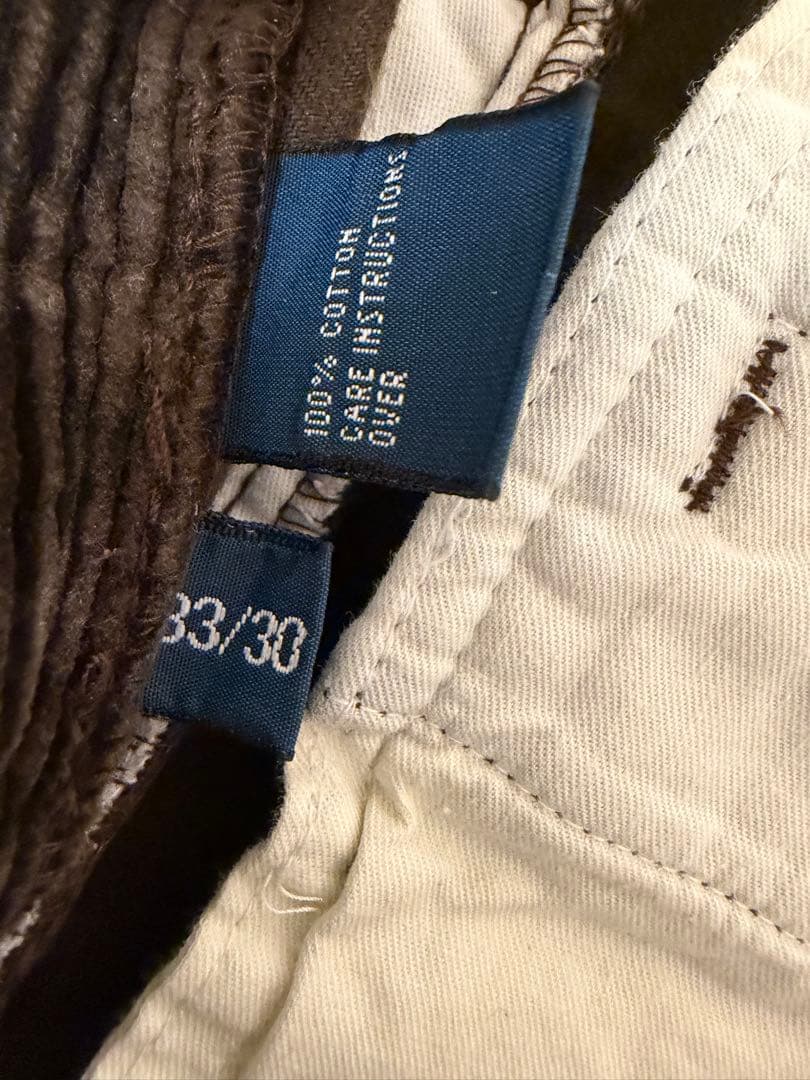 100% COTTON
CARE INSTRUCTIONS
OVER
33/30